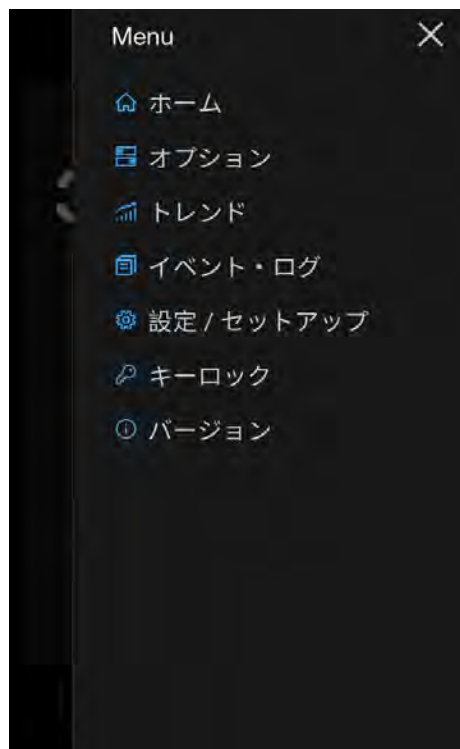 Menu
ホーム
オプション
トレンド
イベント・ログ
設定 / セットアップ
キーロック
バージョン